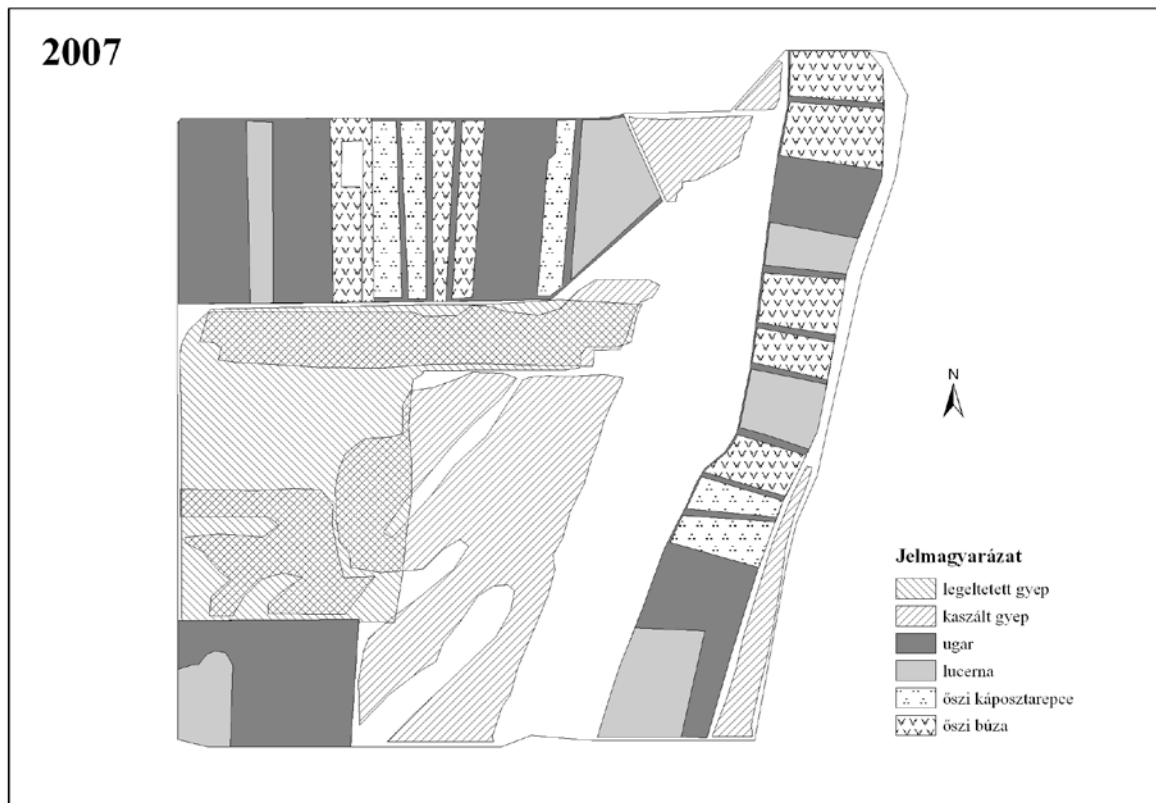 2007
N
Jelmagyarázat
legeltetett gyep
kaszált gyep
ugar
lucerna
őszi káposztarepce
őszi búza